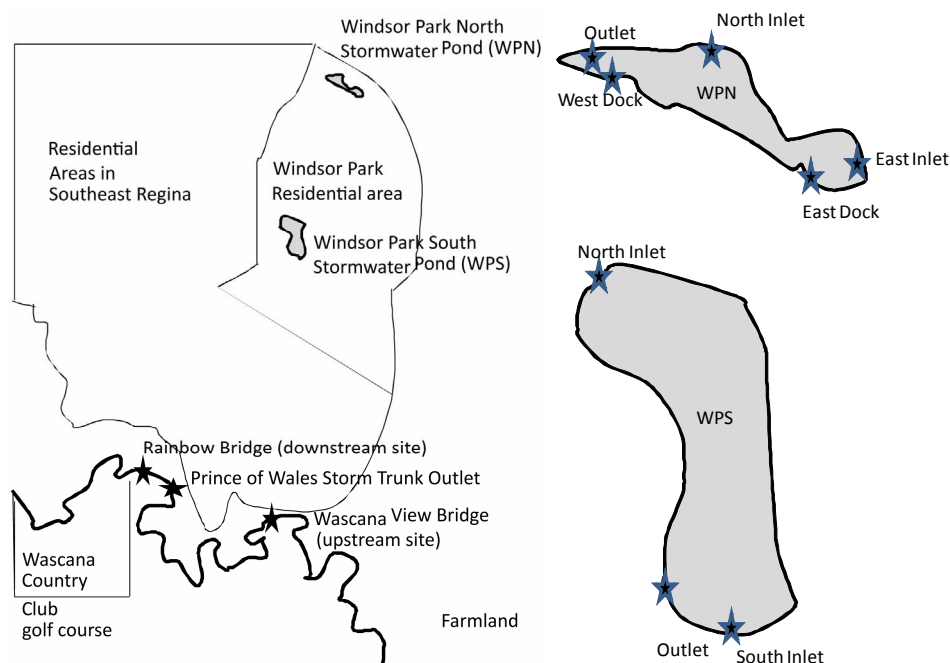 Windsor Park North
Stormwater Pond (WPN)
Residential
Areas in
Southeast Regina
Windsor Park
Residential area
Windsor Park South
Stormwater Pond (WPS)
Rainbow Bridge (downstream site)
Prince of Wales Storm Trunk Outlet
Wascana View Bridge
(upstream site)
Wascana
Country
Club
golf course
Farmland
Outlet
North Inlet
West Dock
WPN
East Inlet
East Dock
North Inlet
WPS
Outlet
South Inlet